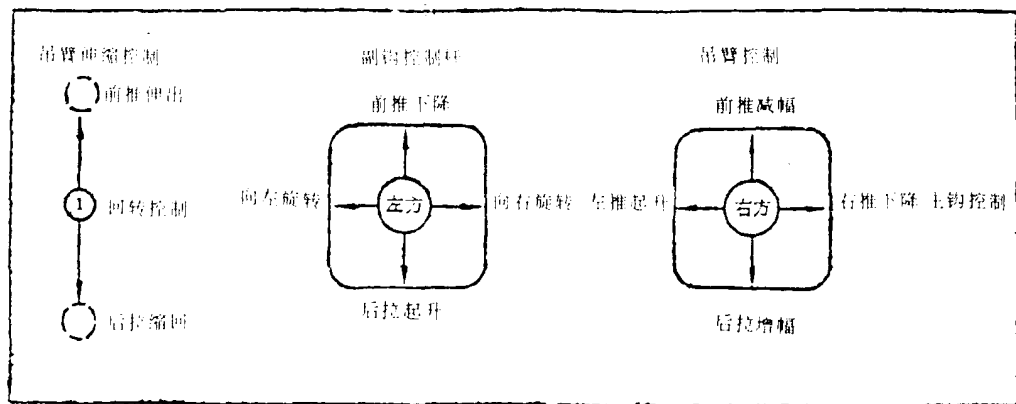 吊臂伸缩控制
前推伸出
1
回转控制
后拉缩回
副钩控制杆
前推下降
向左旋转
左方
向右旋转
后拉起升
吊臂控制
前推减幅
左推起升
右方
右推下降 主钩控制
后拉增幅